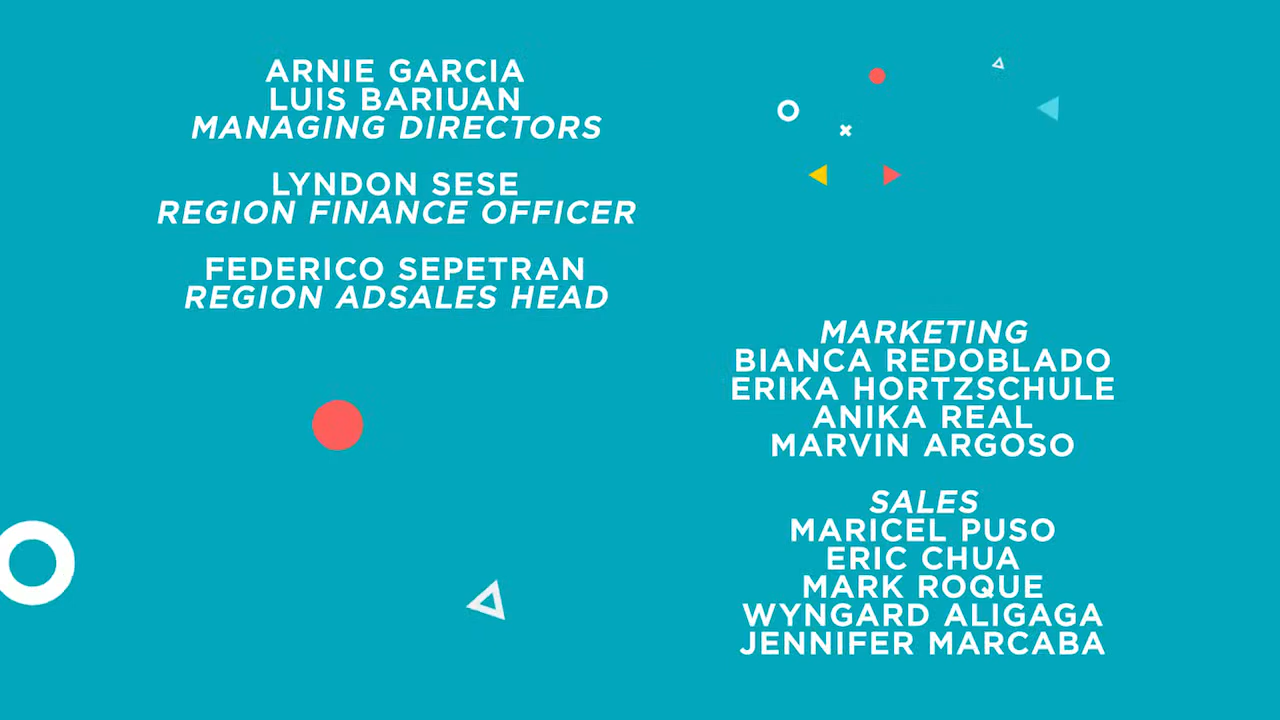 ARNIE GARCIA
LUIS BARIUAN
MANAGING DIRECTORS
LYNDON SESE
REGION FINANCE OFFICER
FEDERICO SEPETRAN
REGION ADSALES HEAD
MARKETING
BIANCA REDOBLADO
ERIKA HORTZSCHULE
ANIKA REAL
MARVIN ARGOSO
SALES
MARICEL PUSO
ERIC CHUA
MARK ROQUE
WYNGARD ALIGAGA
JENNIFER MARCABA